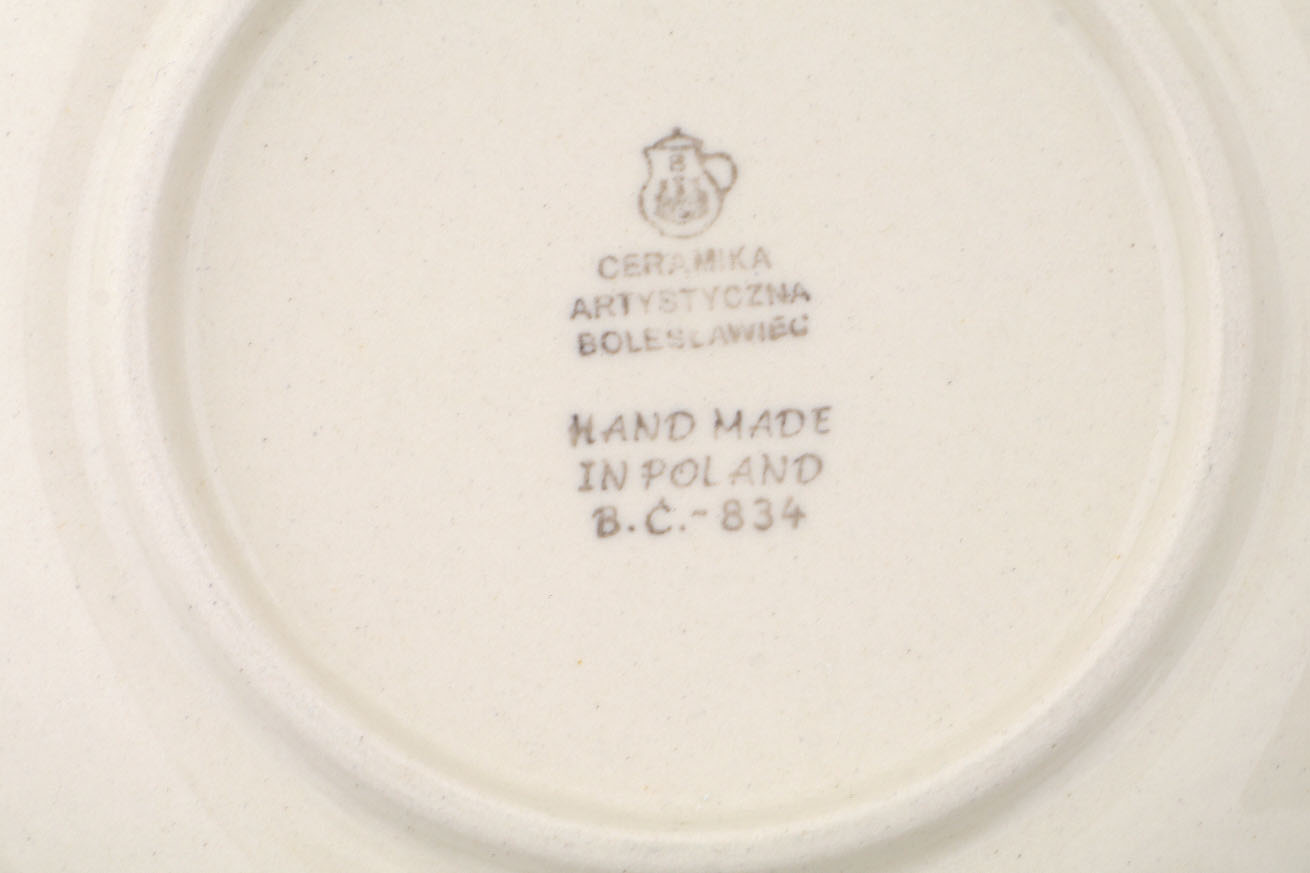 B
CERAMIKA
ARTYSTYCZNA
BOLESŁAWIEC
HAND MADE
IN POLAND
B.C.-834